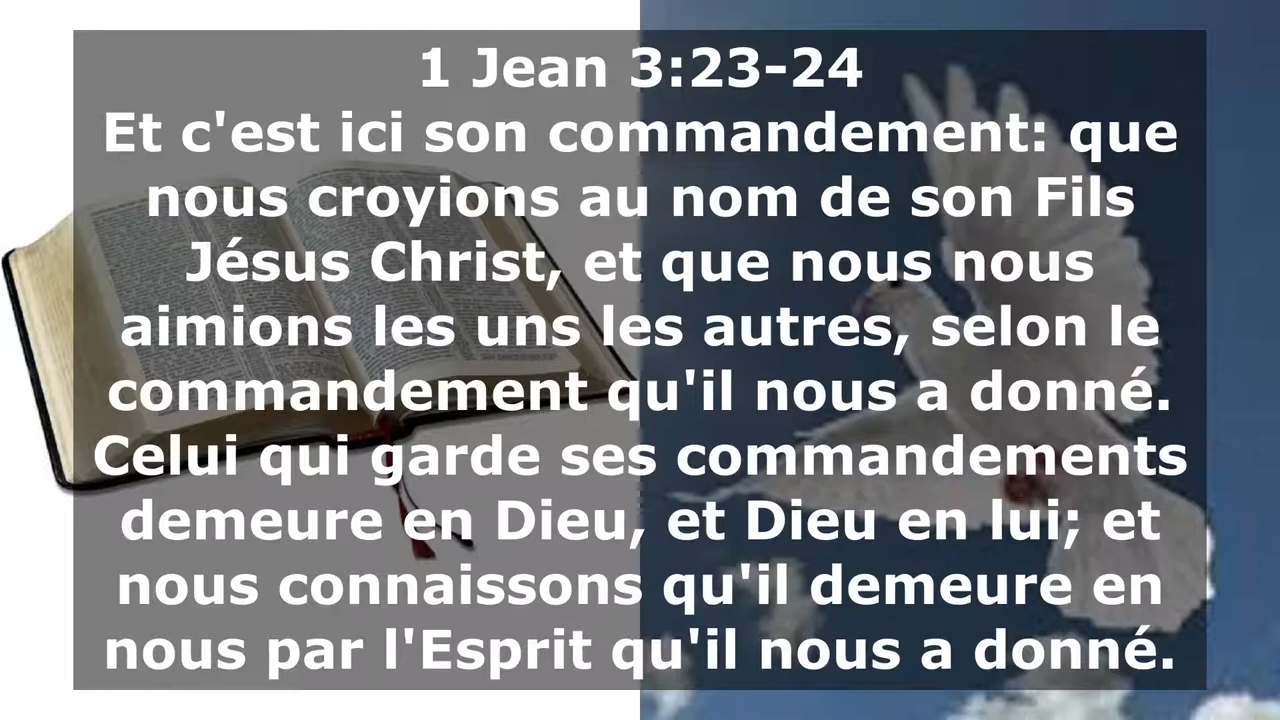 1 Jean 3:23-24
Et c'est ici son commandement: que
nous croyions au nom de son Fils
Jésus Christ, et que nous nous
aimions les uns les autres, selon le
commandement qu'il nous a donné.
Celui qui garde ses commandements
demeure en Dieu, et Dieu en lui; et
nous connaissons qu'il demeure en
nous par l'Esprit qu'il nous a donné.